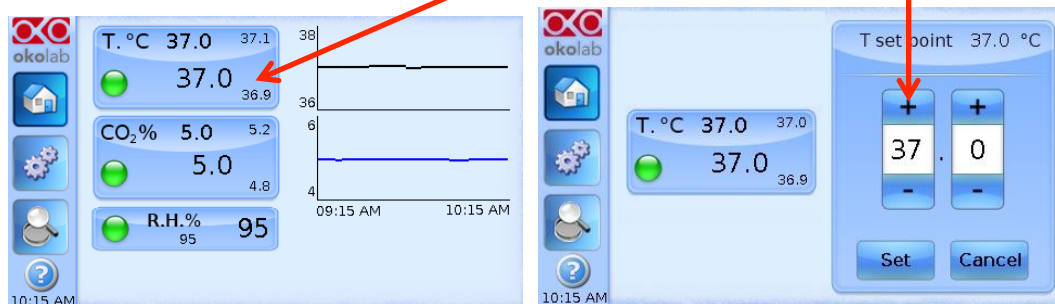 okolab
T. °C 37.0 37.1
37.0
36.9
CO₂% 5.0 5.2
5.0
4.8
R.H.% 95
95
38
36
6
4
09:15 AM 10:15 AM
?
10:15 AM
okolab
T. °C 37.0 37.0
37.0
36.9
?
10:15 AM
T set point 37.0 °C
+ +
37 . 0
- -
Set Cancel